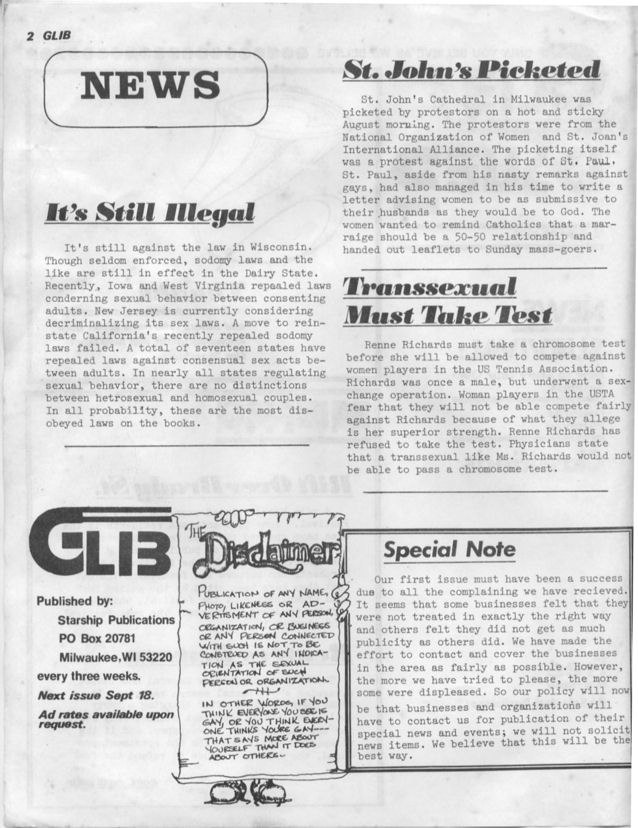 2 GLIB
NEWS
It's Still Illegal
It's still against the law in Wisconsin.
Though seldom enforced, sodomy laws and the
like are still in effect in the Dairy State.
Recently, Iowa and West Virginia repealed laws
conderning sexual behavior between consenting
adults. New Jersey is currently considering
decriminalizing its sex laws. A move to rein-
state California's recently repealed sodomy
laws failed. A total of seventeen states have
repealed laws against consensual sex acts be-
tween adults. In nearly all states regulating
sexual behavior, there are no distinctions
between hetrosexual and homosexual couples.
In all probability, these are the most dis-
obeyed laws on the books.
St. John's Picketed
St. John's Cathedral in Milwaukee was
picketed by protestors on a hot and sticky
August morning. The protestors were from the
National Organization of Women and St. Joan's
International Alliance. The picketing itself
was a protest against the words of St. Paul.
St. Paul, aside from his nasty remarks against
gays, had also managed in his time to write a
letter advising women to be as submissive to
their husbands as they would be to God. The
women wanted to remind Catholics that a mar-
raige should be a 50-50 relationship and
handed out leaflets to Sunday mass-goers.
Transsexual
Must Take Test
Renne Richards must take a chromosome test
before she will be allowed to compete against
women players in the US Tennis Association.
Richards was once a male, but underwent a sex-
change operation. Woman players in the USTA
fear that they will not be able compete fairly
against Richards because of what they allege
is her superior strength. Renne Richards has
refused to take the test. Physicians state
that a transsexual like Ms. Richards would not
be able to pass a chromosome test.
GLIB
Published by:
Starship Publications
PO Box 20781
Milwaukee,WI 53220
every three weeks.
Next issue Sept 18.
Ad rates available upon
request.
THE
Disclaimer
PUBLICATION OF ANY NAME,
PHOTO, LIKENESS OR AD-
VERTISMENT OF ANY PERSON,
ORGANIZATION, OR BUSINESS
OR ANY PERSON CONNECTED
WITH SUCH IS NOT TO BE
CONSTRUED AS ANY INDICA-
TION AS THE SEXUAL
ORIENTATION OF SUCH
PERSON OR ORGANIZATION.
IN OTHER WORDS, IF YOU
THINK EVERYONE YOU SEE IS
GAY, OR YOU THINK EVERY-
ONE THINKS YOU'RE GAY---
THAT SAYS MORE ABOUT
YOURSELF THAN IT DOES
ABOUT OTHERS-
Special Note
Our first issue must have been a success
due to all the complaining we have recieved.
It seems that some businesses felt that they
were not treated in exactly the right way
and others felt they did not get as much
publicity as others did. We have made the
effort to contact and cover the businesses
in the area as fairly as possible. However,
the more we have tried to please, the more
some were displeased. So our policy will now
be that businesses and organizations will
have to contact us for publication of their
special news and events; we will not solicit
news items. We believe that this will be the
best way.